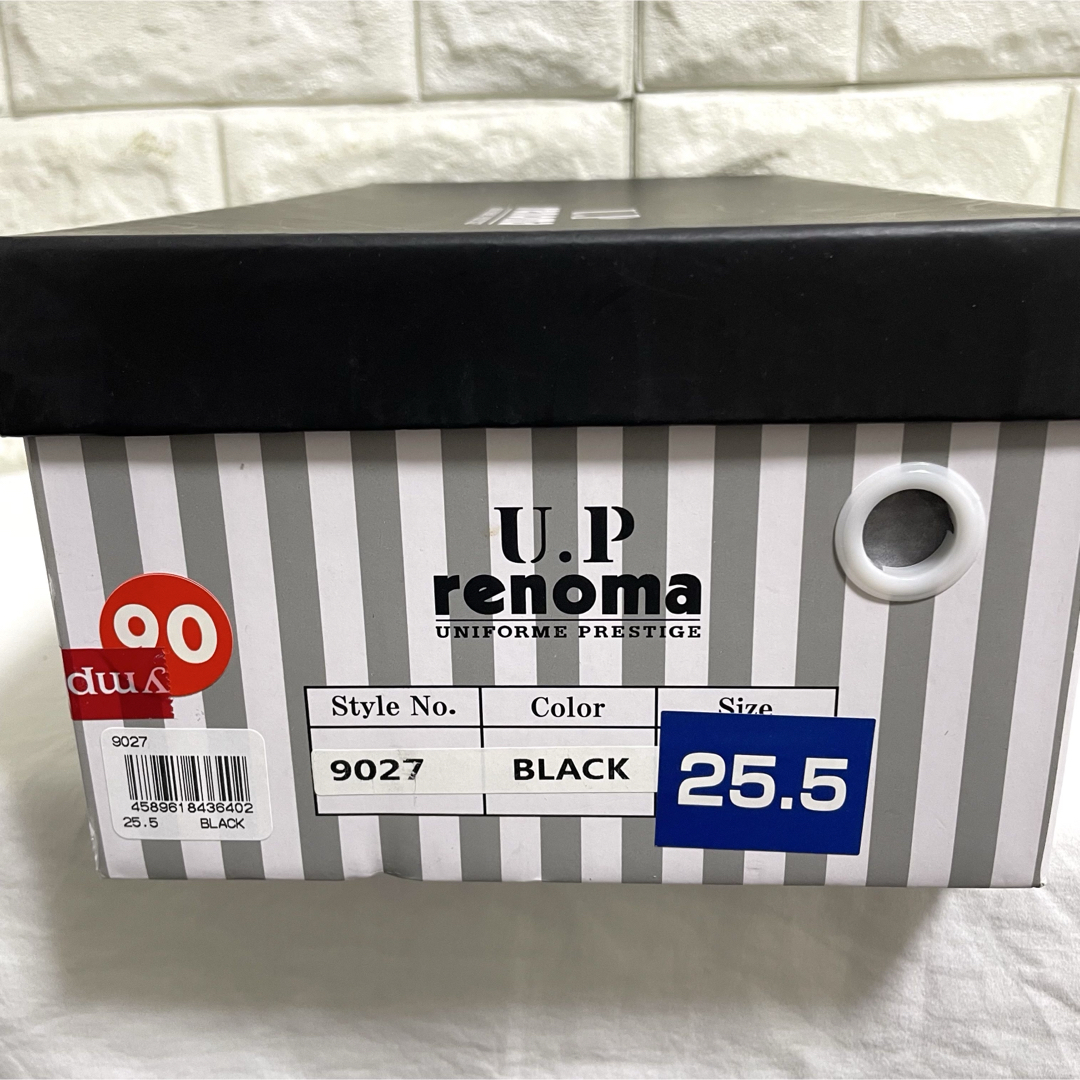 U.P
renoma
UNIFORME PRESTIGE
90
ymp
Style No. Color Size
9027 BLACK 25.5
9027
4589618436402
25.5 BLACK